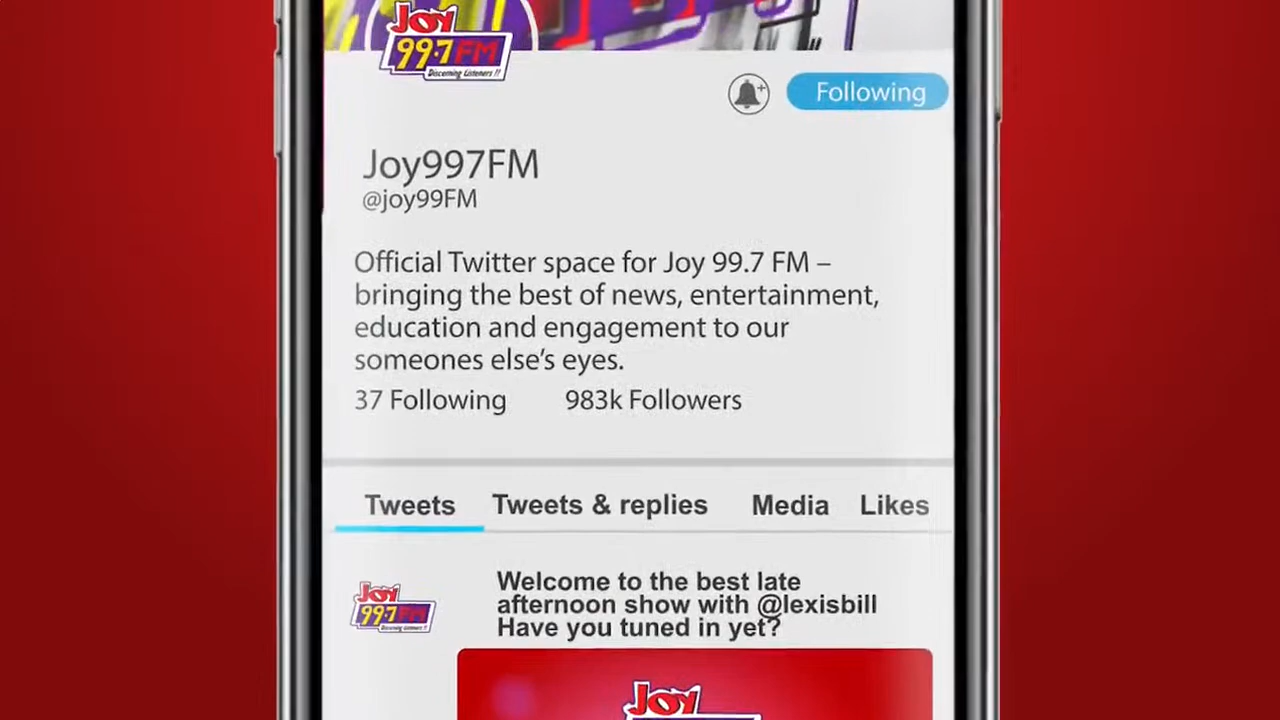 Joy
99.7 FM
Discerning Listeners !!
Following
Joy997FM
@joy99FM
Official Twitter space for Joy 99.7 FM –
bringing the best of news, entertainment,
education and engagement to our
someones else’s eyes.
37 Following 983k Followers
Tweets Tweets & replies Media Likes
Welcome to the best late
afternoon show with @lexisbill
Have you tuned in yet?
Joy
99.7 FM
Discerning Listeners !!
Joy